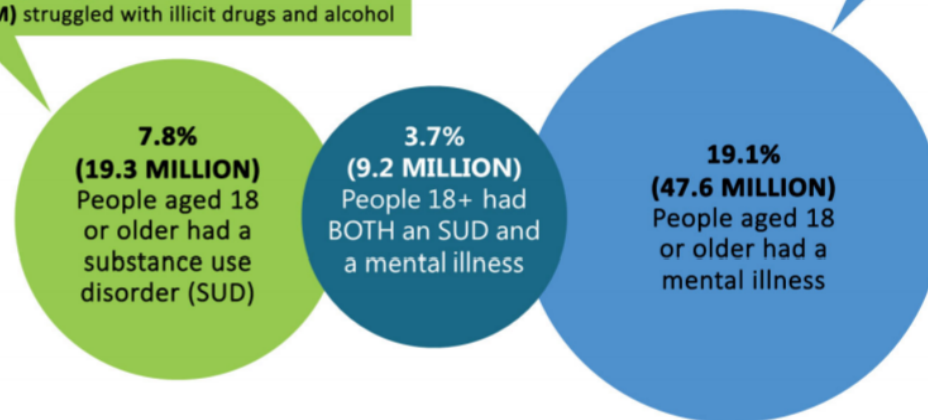 M) struggled with illicit drugs and alcohol
7.8%
(19.3 MILLION)
People aged 18
or older had a
substance use
disorder (SUD)
3.7%
(9.2 MILLION)
People 18+ had
BOTH an SUD and
a mental illness
19.1%
(47.6 MILLION)
People aged 18
or older had a
mental illness